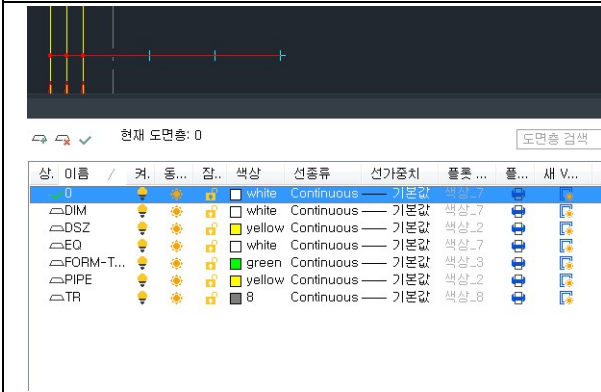 현재 도면층: 0
도면층 검색
상. 이름 / 켜. 동... 잠.. 색상 선종류 선가중치 플롯 ... 플... 새 V...
0 white Continuous 기본값 색상_7
DIM white Continuous 기본값 색상_7
DSZ yellow Continuous 기본값 색상_2
EQ white Continuous 기본값 색상_7
FORM-T... green Continuous 기본값 색상_3
PIPE yellow Continuous 기본값 색상_2
TR 8 Continuous 기본값 색상_8